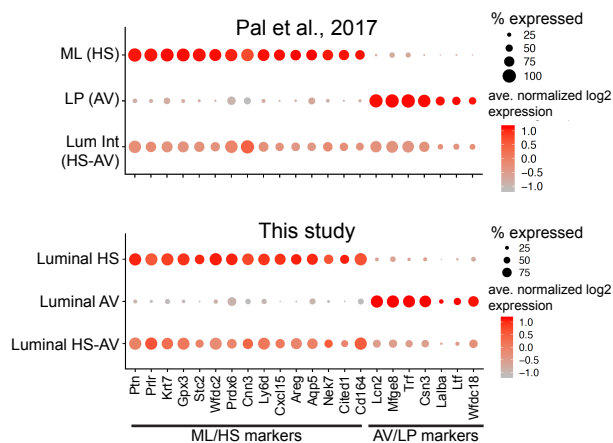 Pal et al., 2017
ML (HS)
LP (AV)
Lum Int
(HS-AV)
% expressed
25
50
75
100
ave. normalized log2
expression
1.0
0.5
0.0
−0.5
−1.0
This study
Luminal HS
Luminal AV
Luminal HS-AV
% expressed
25
50
75
ave. normalized log2
expression
1.0
0.5
0.0
−0.5
−1.0
Ptn
Prlr
Krt7
Gpx3
Stc2
Wfdc2
Prdx6
Cnn3
Ly6d
Cxcl15
Areg
Aqp5
Nek7
Cited1
Cd164
Lcn2
Mfge8
Trf
Csn3
Lalba
Ltf
Wfdc18
ML/HS markers
AV/LP markers